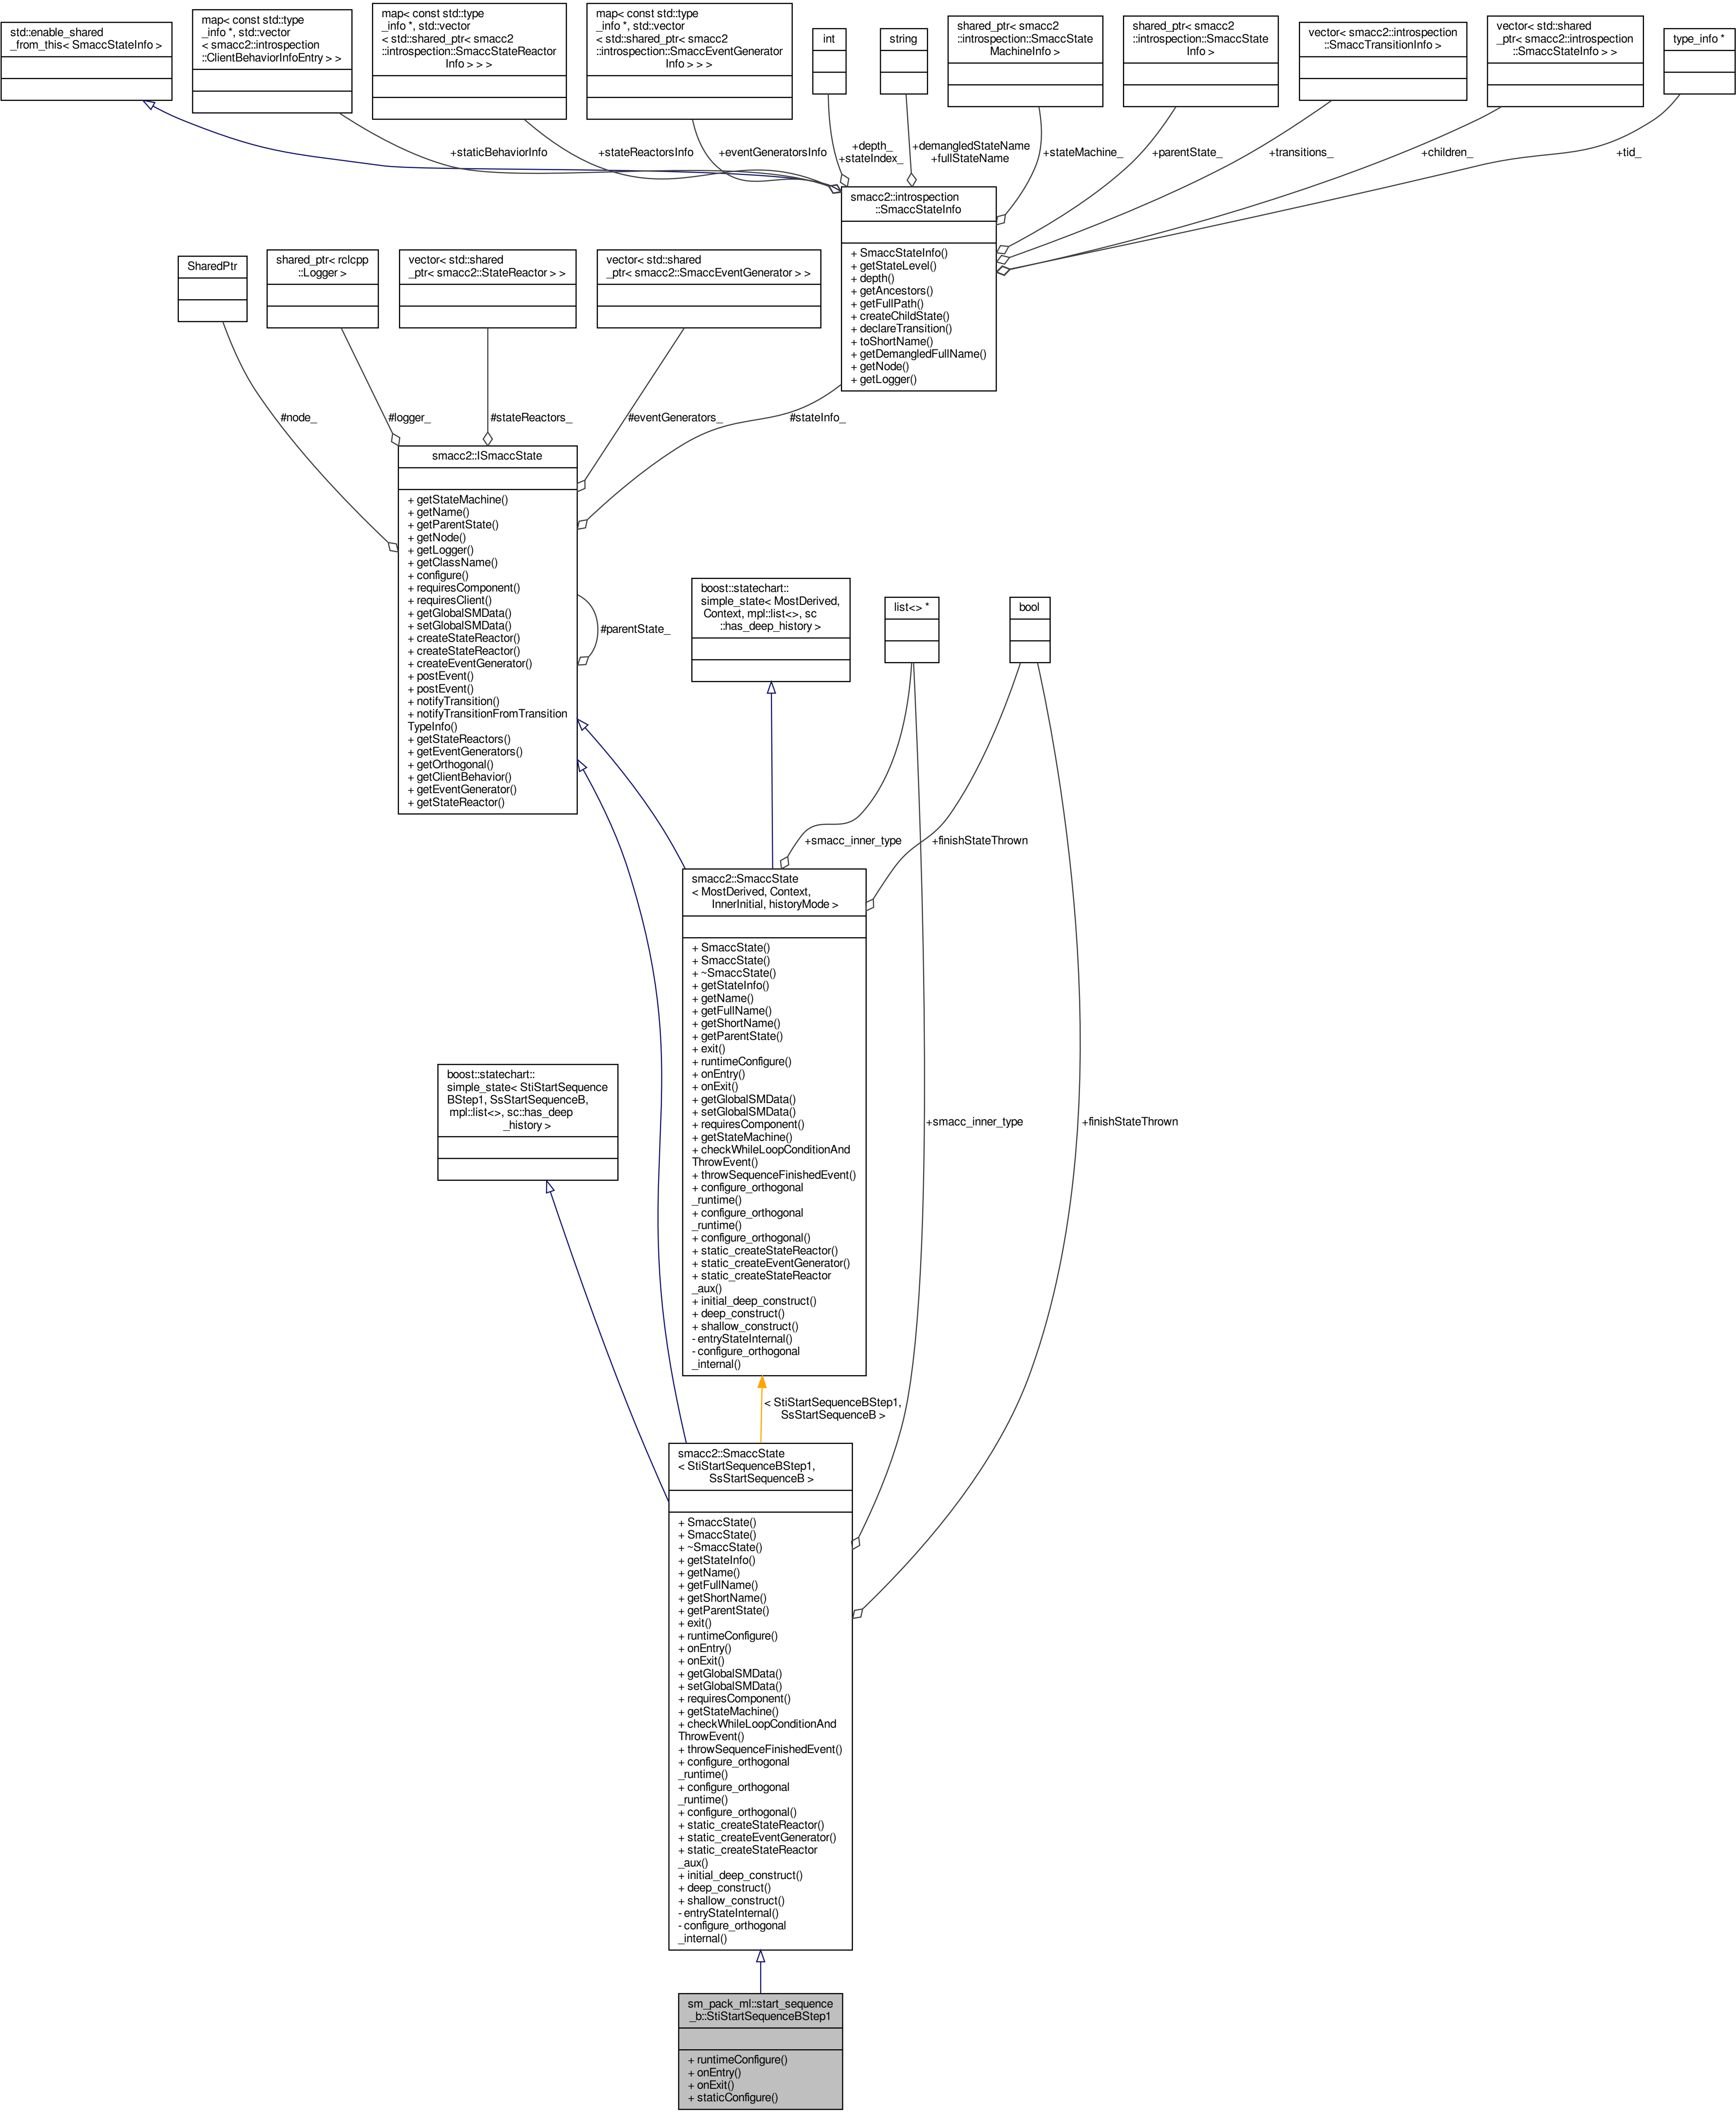 std::enable_shared
_from_this< SmaccStateInfo >
map< const std::type
_info *, std::vector
< smacc2::introspection
::ClientBehaviorInfoEntry > >
map< const std::type
_info *, std::vector
< std::shared_ptr< smacc2
::introspection::SmaccStateReactor
Info > > >
map< const std::type
_info *, std::vector
< std::shared_ptr< smacc2
::introspection::SmaccEventGenerator
Info > > >
int
string
shared_ptr< smacc2
::introspection::SmaccState
MachineInfo >
shared_ptr< smacc2
::introspection::SmaccState
Info >
vector< smacc2::introspection
::SmaccTransitionInfo >
vector< std::shared
_ptr< smacc2::introspection
::SmaccStateInfo > >
type_info *
+staticBehaviorInfo
+stateReactorsInfo
+eventGeneratorsInfo
+depth_
+stateIndex_
+demangledStateName
+fullStateName
+stateMachine_
+parentState_
+transitions_
+children_
+tid_
smacc2::introspection
::SmaccStateInfo
+ SmaccStateInfo()
+ getStateLevel()
+ depth()
+ getAncestors()
+ getFullPath()
+ createChildState()
+ declareTransition()
+ toShortName()
+ getDemangledFullName()
+ getNode()
+ getLogger()
SharedPtr
shared_ptr< rclcpp
::Logger >
vector< std::shared
_ptr< smacc2::StateReactor > >
vector< std::shared
_ptr< smacc2::SmaccEventGenerator > >
#node_
#logger_
#stateReactors_
#eventGenerators_
#stateInfo_
smacc2::ISmaccState
+ getStateMachine()
+ getName()
+ getParentState()
+ getNode()
+ getLogger()
+ getClassName()
+ configure()
+ requiresComponent()
+ requiresClient()
+ getGlobalSMData()
+ setGlobalSMData()
+ createStateReactor()
+ createStateReactor()
+ createEventGenerator()
+ postEvent()
+ postEvent()
+ notifyTransition()
+ notifyTransitionFromTransition
TypeInfo()
+ getStateReactors()
+ getEventGenerators()
+ getOrthogonal()
+ getClientBehavior()
+ getEventGenerator()
+ getStateReactor()
#parentState_
boost::statechart::
simple_state< MostDerived,
Context, mpl::list<>, sc
::has_deep_history >
list<> *
bool
+smacc_inner_type
+finishStateThrown
smacc2::SmaccState
< MostDerived, Context,
InnerInitial, historyMode >
+ SmaccState()
+ SmaccState()
+ ~SmaccState()
+ getStateInfo()
+ getName()
+ getFullName()
+ getShortName()
+ getParentState()
+ exit()
+ runtimeConfigure()
+ onEntry()
+ onExit()
+ getGlobalSMData()
+ setGlobalSMData()
+ requiresComponent()
+ getStateMachine()
+ checkWhileLoopConditionAnd
ThrowEvent()
+ throwSequenceFinishedEvent()
+ configure_orthogonal
_runtime()
+ configure_orthogonal
_runtime()
+ configure_orthogonal()
+ static_createStateReactor()
+ static_createEventGenerator()
+ static_createStateReactor
_aux()
+ initial_deep_construct()
+ deep_construct()
+ shallow_construct()
- entryStateInternal()
- configure_orthogonal
_internal()
boost::statechart::
simple_state< StiStartSequence
BStep1, SsStartSequenceB,
mpl::list<>, sc::has_deep
_history >
+smacc_inner_type
+finishStateThrown
< StiStartSequenceBStep1,
SsStartSequenceB >
smacc2::SmaccState
< StiStartSequenceBStep1,
SsStartSequenceB >
+ SmaccState()
+ SmaccState()
+ ~SmaccState()
+ getStateInfo()
+ getName()
+ getFullName()
+ getShortName()
+ getParentState()
+ exit()
+ runtimeConfigure()
+ onEntry()
+ onExit()
+ getGlobalSMData()
+ setGlobalSMData()
+ requiresComponent()
+ getStateMachine()
+ checkWhileLoopConditionAnd
ThrowEvent()
+ throwSequenceFinishedEvent()
+ configure_orthogonal
_runtime()
+ configure_orthogonal
_runtime()
+ configure_orthogonal()
+ static_createStateReactor()
+ static_createEventGenerator()
+ static_createStateReactor
_aux()
+ initial_deep_construct()
+ deep_construct()
+ shallow_construct()
- entryStateInternal()
- configure_orthogonal
_internal()
sm_pack_ml::start_sequence
_b::StiStartSequenceBStep1
+ runtimeConfigure()
+ onEntry()
+ onExit()
+ staticConfigure()